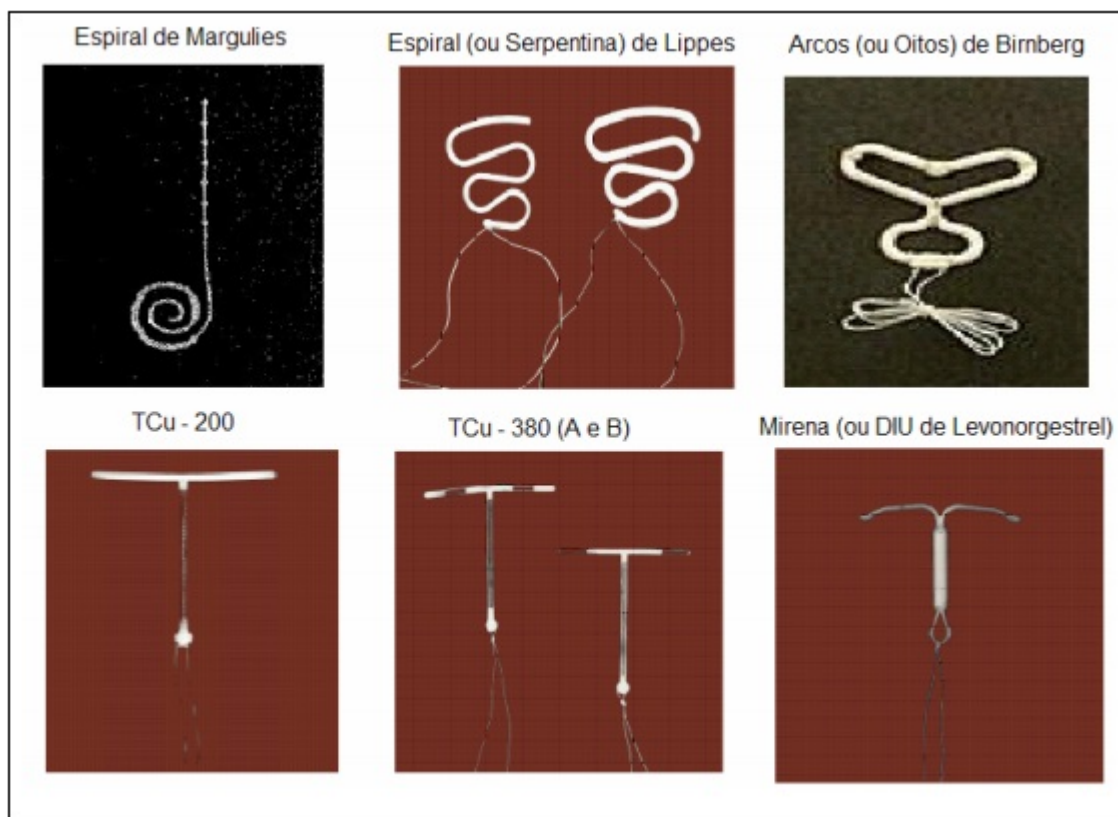 Espiral de Margulies
Espiral (ou Serpentina) de Lippes
Arcos (ou Oitos) de Birnberg
TCu - 200
TCu - 380 (A e B)
Mirena (ou DIU de Levonorgestrel)